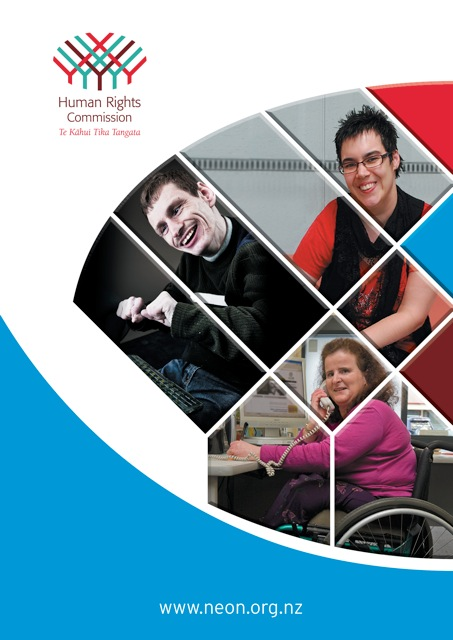 Human Rights
Commission
Te Kāhui Tika Tangata
www.neon.org.nz